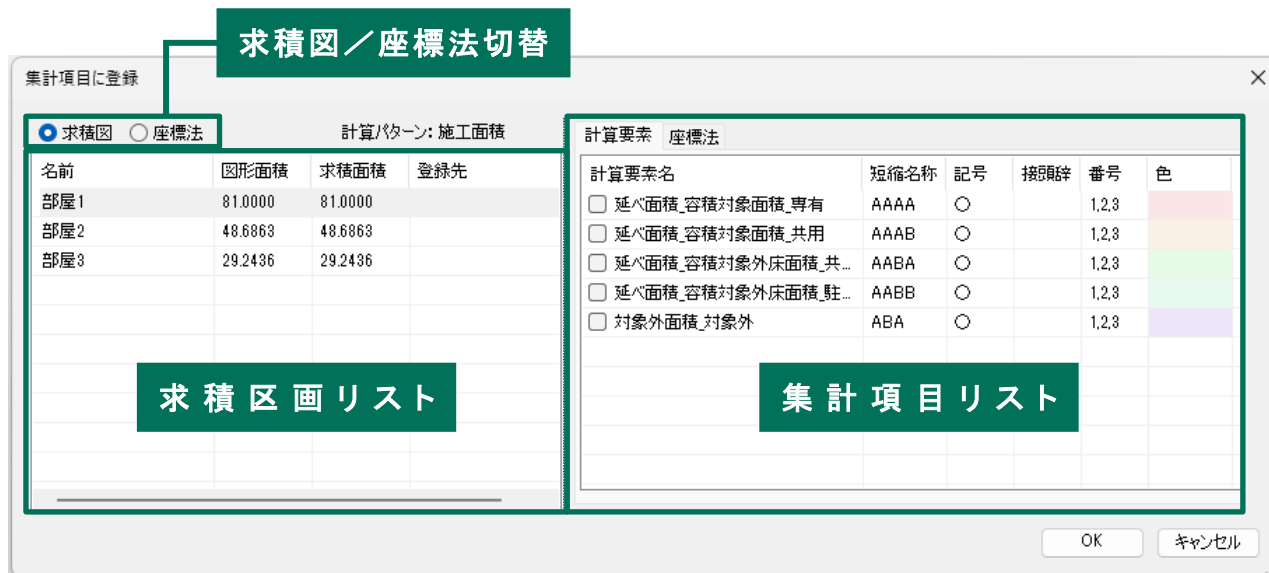 求積図／座標法切替
集計項目に登録
求積図 座標法 計算パターン: 施工面積
名前 図形面積 求積面積 登録先
部屋1 81.0000 81.0000
部屋2 48.6863 48.6863
部屋3 29.2436 29.2436
求積区画リスト
計算要素 座標法
計算要素名 短縮名称 記号 接頭辞 番号 色
延べ面積_容積対象面積_専有 AAAA ○ 1,2,3
延べ面積_容積対象面積_共用 AAAB ○ 1,2,3
延べ面積_容積対象外床面積_共... AABA ○ 1,2,3
延べ面積_容積対象外床面積_駐... AABB ○ 1,2,3
対象外面積_対象外 ABA ○ 1,2,3
集計項目リスト
OK キャンセル